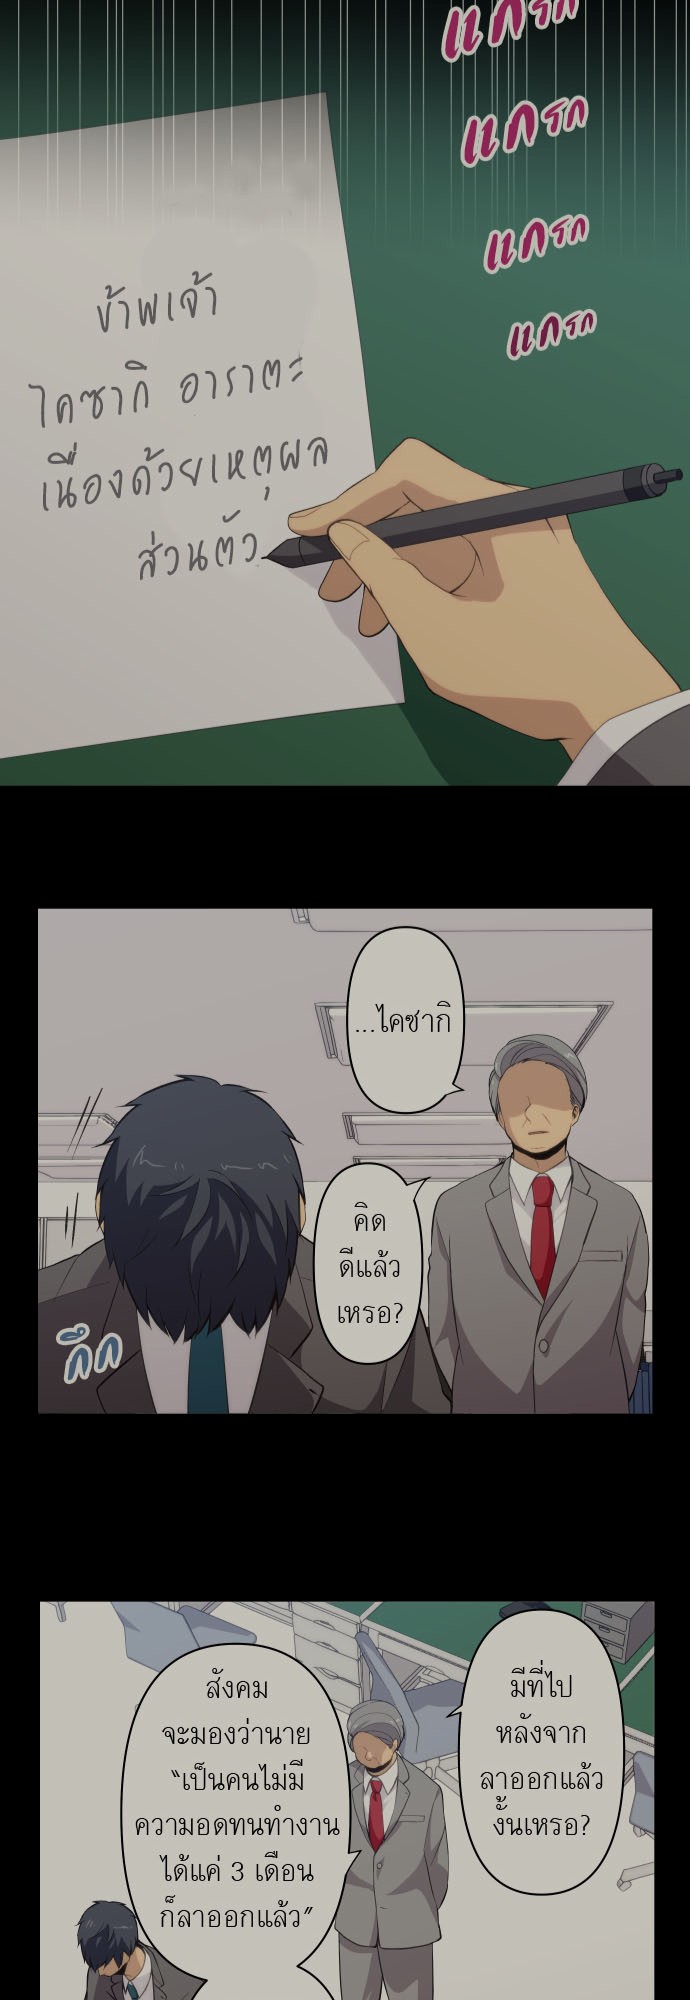 แกรก
แกรก
แกรก
แกรก
ข้าพเจ้า
ไคซากิ อาราตะ
เนื่องด้วยเหตุผล
ส่วนตัว
...ไคซากิ
คิด
ดีแล้ว
เหรอ?
กึก
มีที่ไป
หลังจาก
ลาออกแล้ว
งั้นเหรอ?
สังคม
จะมองว่านาย
“เป็นคนไม่มี
ความอดทนทำงาน
ได้แค่ 3 เดือน
ก็ลาออกแล้ว”